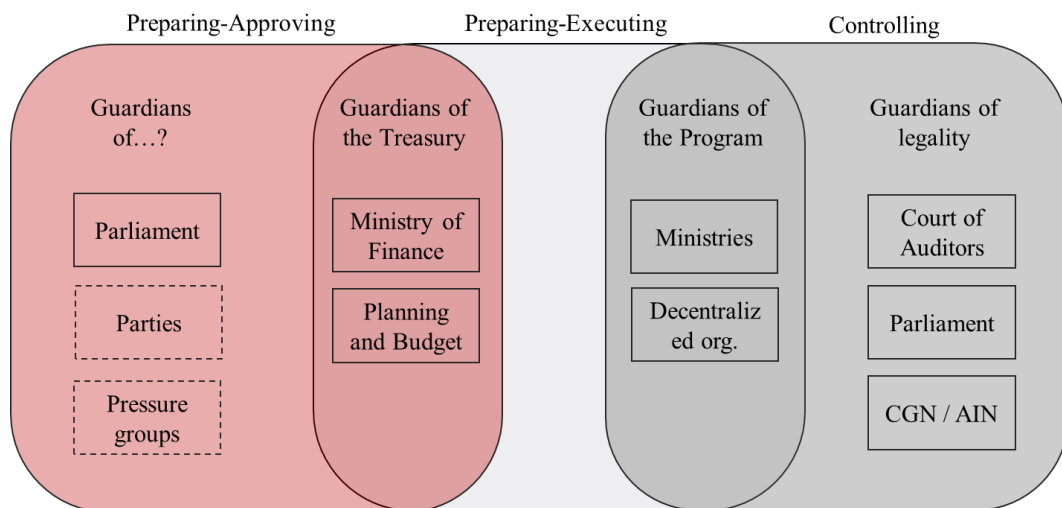 Preparing-Approving
Preparing-Executing
Controlling
Guardians
of…?
Guardians of
the Treasury
Guardians of
the Program
Guardians of
legality
Parliament
Ministry of
Finance
Ministries
Court of
Auditors
Parties
Planning
and Budget
Decentraliz
ed org.
Parliament
Pressure
groups
CGN / AIN